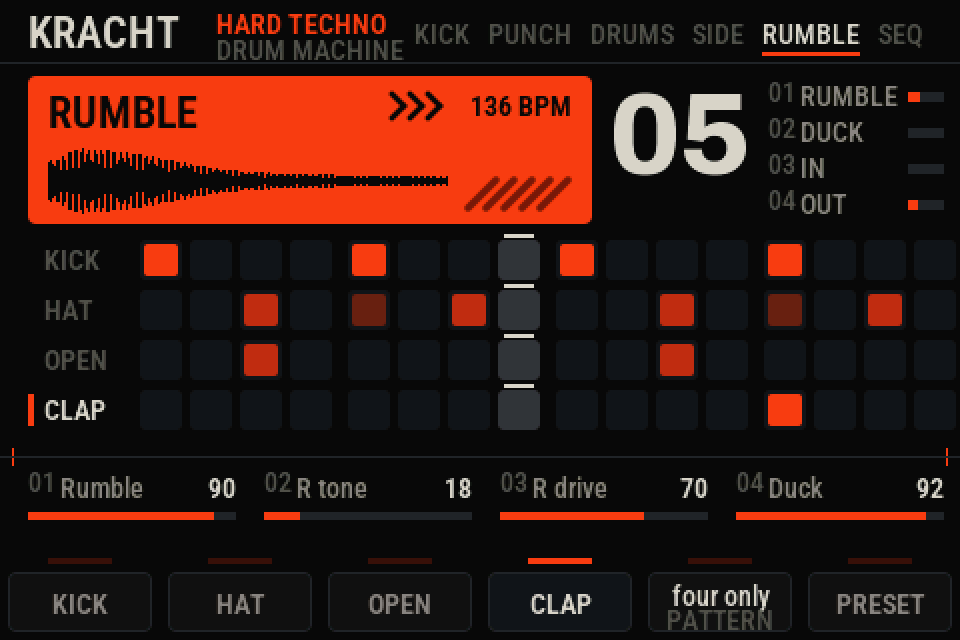 KRACHT
HARD TECHNO
DRUM MACHINE
KICK PUNCH DRUMS SIDE RUMBLE SEQ
RUMBLE
136 BPM
05
01 RUMBLE
02 DUCK
03 IN
04 OUT
KICK
HAT
OPEN
CLAP
01 Rumble 90
02 R tone 18
03 R drive 70
04 Duck 92
KICK
HAT
OPEN
CLAP
four only
PATTERN
PRESET